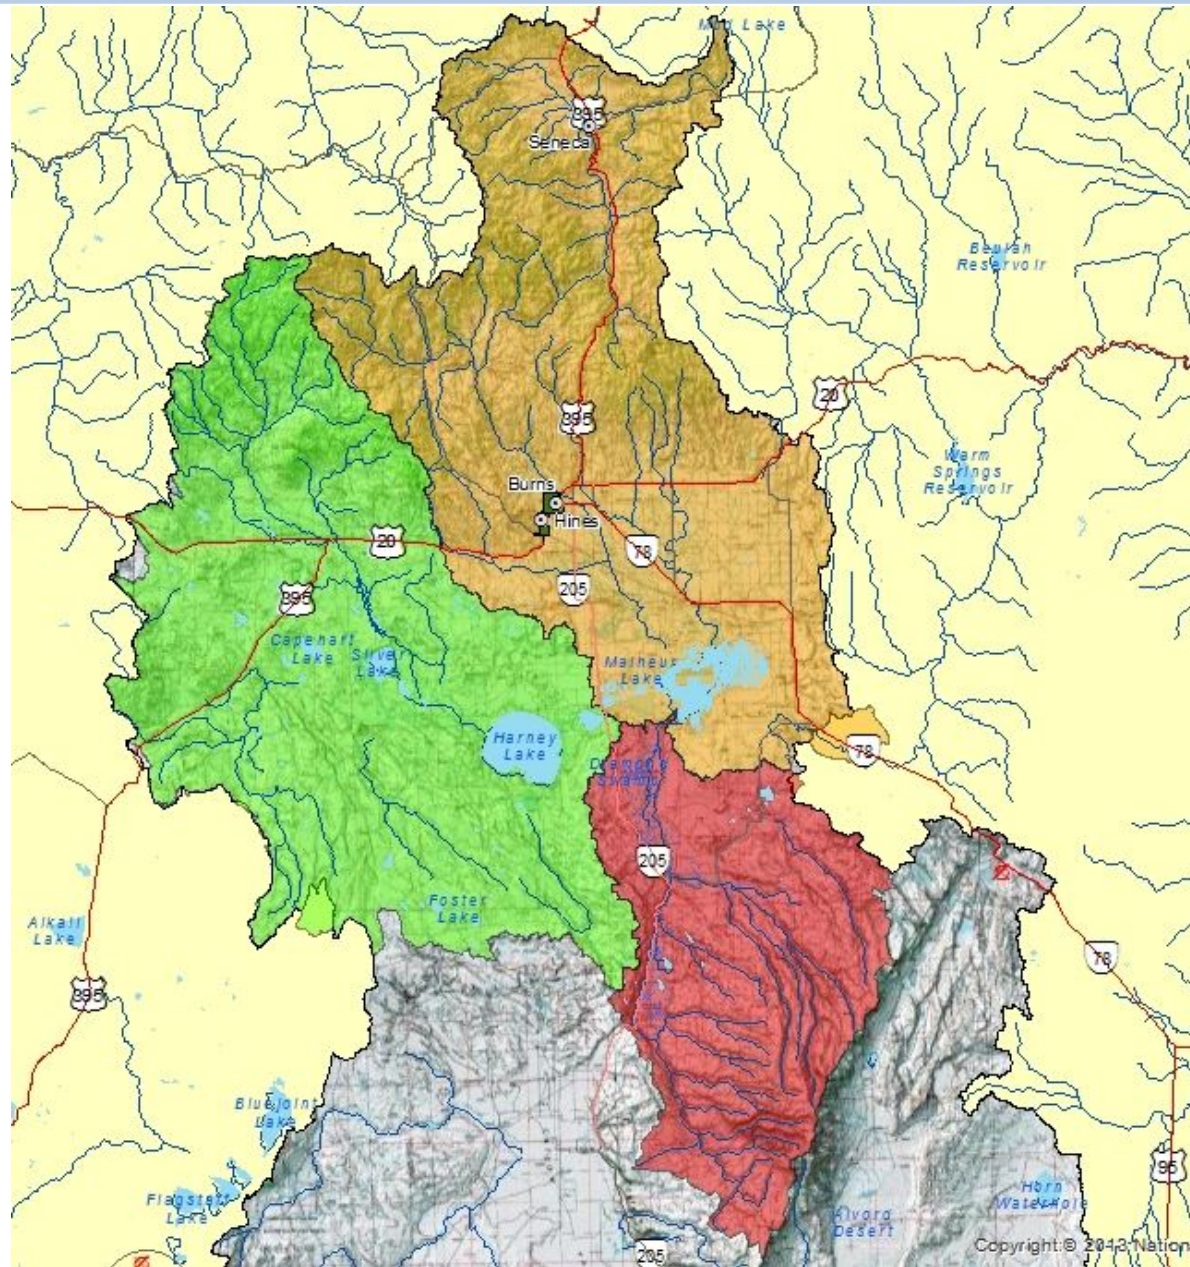 Mud Lake
395
Seneca
Beulah
Reservoir
20
395
Warm
Springs
Reservoir
Burns
Hines
20
78
205
395
Capehart
Lake
Silver
Lake
Malheur
Lake
Harney
Lake
Diamond
Swamp
78
205
Foster
Lake
Alkali
Lake
78
395
Bluejoint
Lake
95
Flagstaff
Lake
Horn
Waterhole
Alvord
Desert
205
Copyright:© 2013 Nation